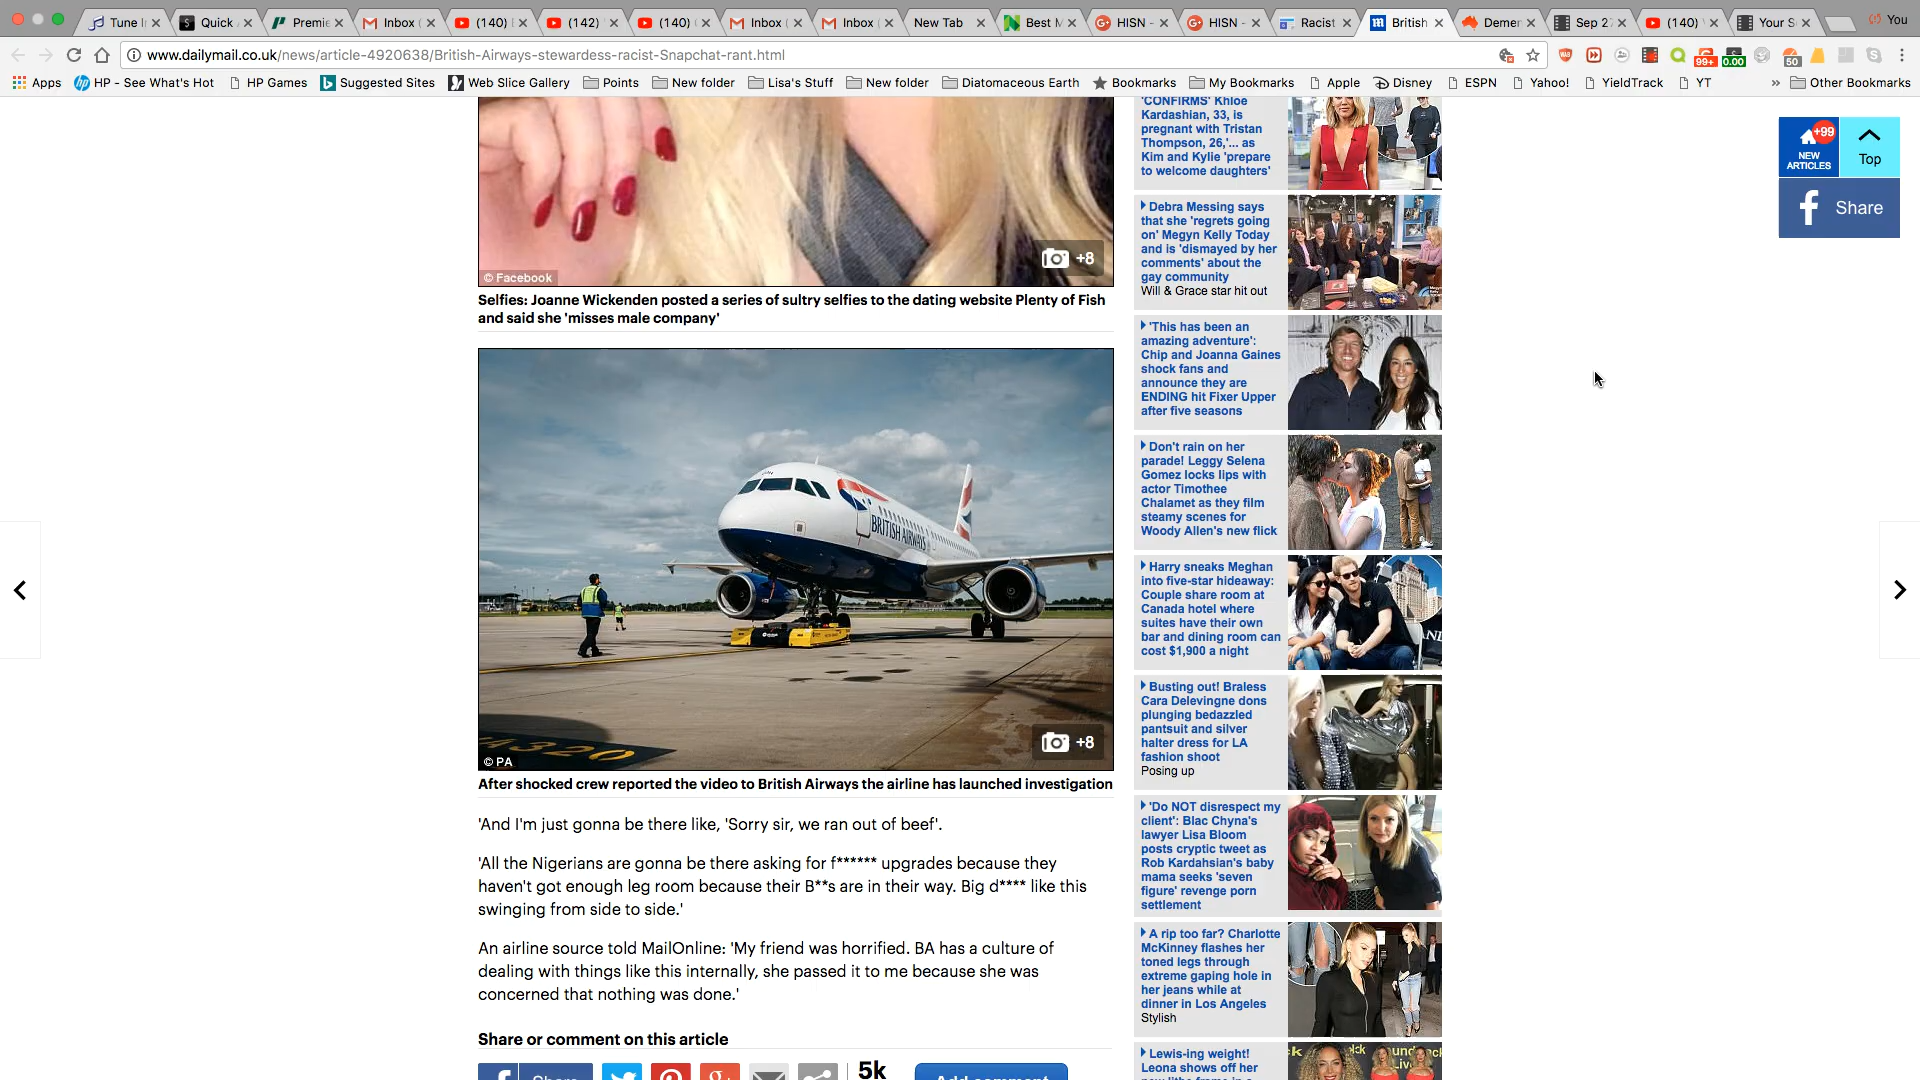 Tune I
Quick
Premie
Inbox (
(140)
(142)
(140)
Inbox (
Inbox (
New Tab
Best M
HISN -
HISN -
Racist
British
Demen
Sep 2
(140)
Your S
You
www.dailymail.co.uk/news/article-4920638/British-Airways-stewardess-racist-Snapchat-rant.html
99+
0.00
50
Apps
HP - See What's Hot
HP Games
Suggested Sites
Web Slice Gallery
Points
New folder
Lisa's Stuff
New folder
Diatomaceous Earth
Bookmarks
My Bookmarks
Apple
Disney
ESPN
Yahoo!
YieldTrack
YT
»
Other Bookmarks
© Facebook
+8
Selfies: Joanne Wickenden posted a series of sultry selfies to the dating website Plenty of Fish
and said she 'misses male company'
BRITISH AIRWAYS
A320
© PA
+8
After shocked crew reported the video to British Airways the airline has launched investigation
'And I'm just gonna be there like, 'Sorry sir, we ran out of beef'.
'All the Nigerians are gonna be there asking for f****** upgrades because they
haven't got enough leg room because their B**s are in their way. Big d**** like this
swinging from side to side.'
An airline source told MailOnline: 'My friend was horrified. BA has a culture of
dealing with things like this internally, she passed it to me because she was
concerned that nothing was done.'
Share or comment on this article
Share
5k
Add comment
'CONFIRMS' Khloe
Kardashian, 33, is
pregnant with Tristan
Thompson, 26,'... as
Kim and Kylie 'prepare
to welcome daughters'
Debra Messing says
that she 'regrets going
on' Megyn Kelly Today
and is 'dismayed by her
comments' about the
gay community
Will & Grace star hit out
'This has been an
amazing adventure':
Chip and Joanna Gaines
shock fans and
announce they are
ENDING hit Fixer Upper
after five seasons
Don't rain on her
parade! Leggy Selena
Gomez locks lips with
actor Timothee
Chalamet as they film
steamy scenes for
Woody Allen's new flick
Harry sneaks Meghan
into five-star hideaway:
Couple share room at
Canada hotel where
suites have their own
bar and dining room can
cost $1,900 a night
Busting out! Braless
Cara Delevingne dons
plunging bedazzled
pantsuit and silver
halter dress for LA
fashion shoot
Posing up
'Do NOT disrespect my
client': Blac Chyna's
lawyer Lisa Bloom
posts cryptic tweet as
Rob Kardahsian's baby
mama seeks 'seven
figure' revenge porn
settlement
A rip too far? Charlotte
McKinney flashes her
toned legs through
extreme gaping hole in
her jeans while at
dinner in Los Angeles
Stylish
Lewis-ing weight!
Leona shows off her
+99
NEW
ARTICLES
Top
Share